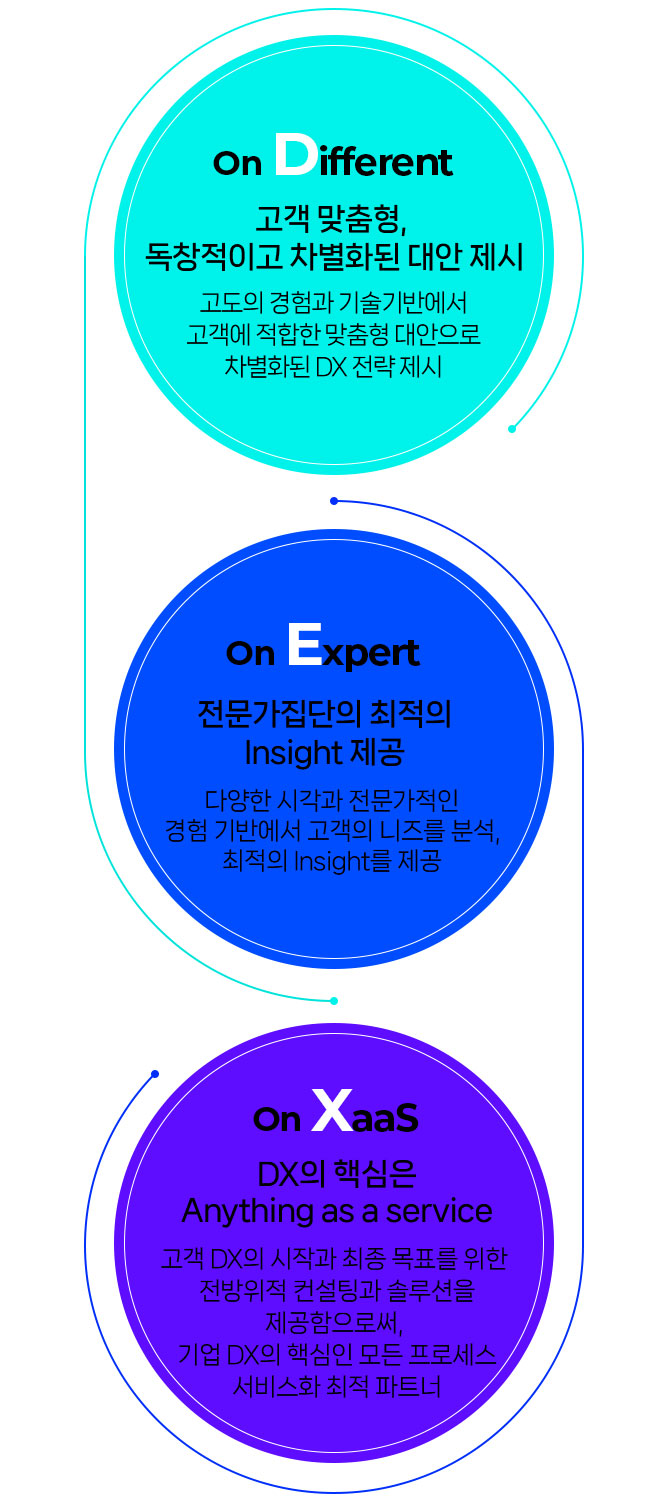 On Different
고객 맞춤형,
독창적이고 차별화된 대안 제시
고도의 경험과 기술기반에서
고객에 적합한 맞춤형 대안으로
차별화된 DX 전략 제시
On Expert
전문가집단의 최적의
Insight 제공
다양한 시각과 전문가적인
경험 기반에서 고객의 니즈를 분석,
최적의 Insight를 제공
On XaaS
DX의 핵심은
Anything as a service
고객 DX의 시작과 최종 목표를 위한
전방위적 컨설팅과 솔루션을
제공함으로써,
기업 DX의 핵심인 모든 프로세스
서비스화 최적 파트너